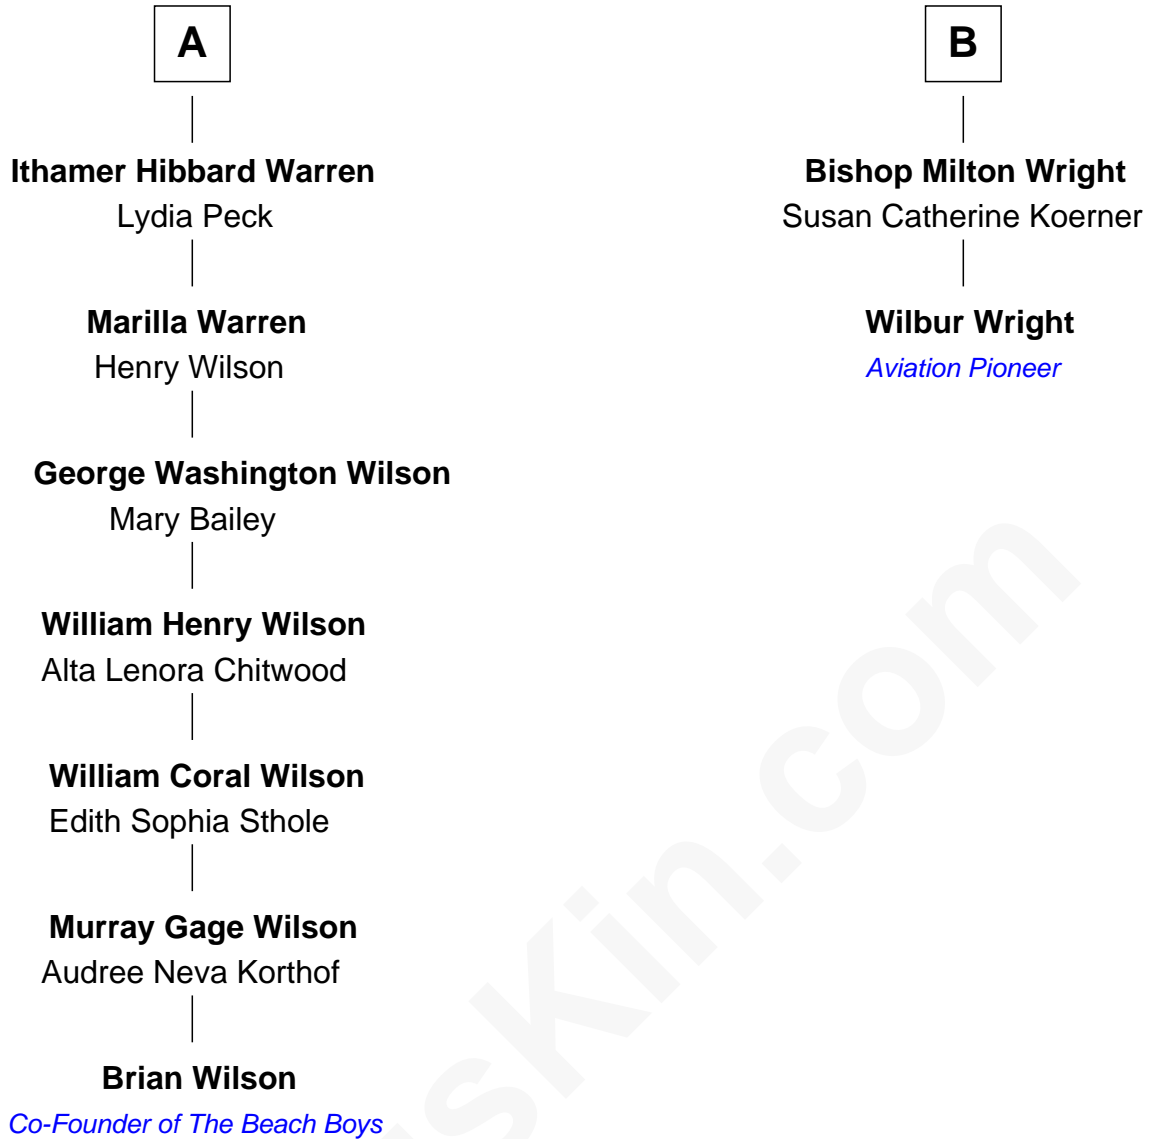 A
Ithamer Hibbard Warren
Lydia Peck
Marilla Warren
Henry Wilson
George Washington Wilson
Mary Bailey
William Henry Wilson
Alta Lenora Chitwood
William Coral Wilson
Edith Sophia Sthole
Murray Gage Wilson
Audree Neva Korthof
Brian Wilson
Co-Founder of The Beach Boys
B
Bishop Milton Wright
Susan Catherine Koerner
Wilbur Wright
Aviation Pioneer
sKin.com